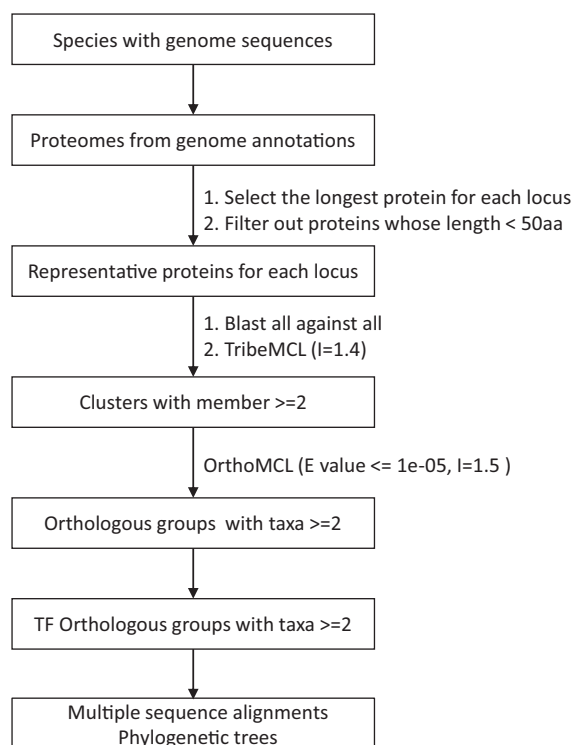 Species with genome sequences
Proteomes from genome annotations
1. Select the longest protein for each locus
2. Filter out proteins whose length < 50aa
Representative proteins for each locus
1. Blast all against all
2. TribeMCL (I=1.4)
Clusters with member >=2
OrthoMCL (E value <= 1e-05, I=1.5 )
Orthologous groups with taxa >=2
TF Orthologous groups with taxa >=2
Multiple sequence alignments
Phylogenetic trees